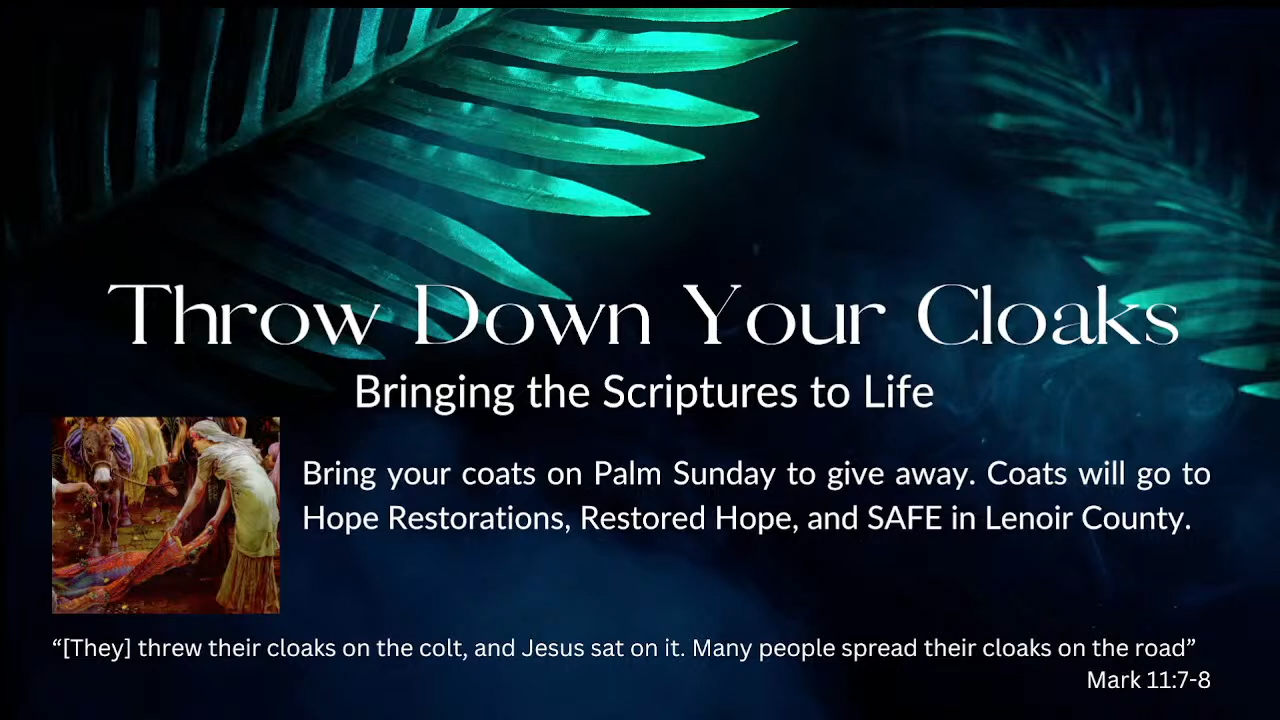 Throw Down Your Cloaks
Bringing the Scriptures to Life
Bring your coats on Palm Sunday to give away. Coats will go to
Hope Restorations, Restored Hope, and SAFE in Lenoir County.
“[They] threw their cloaks on the colt, and Jesus sat on it. Many people spread their cloaks on the road”
Mark 11:7-8